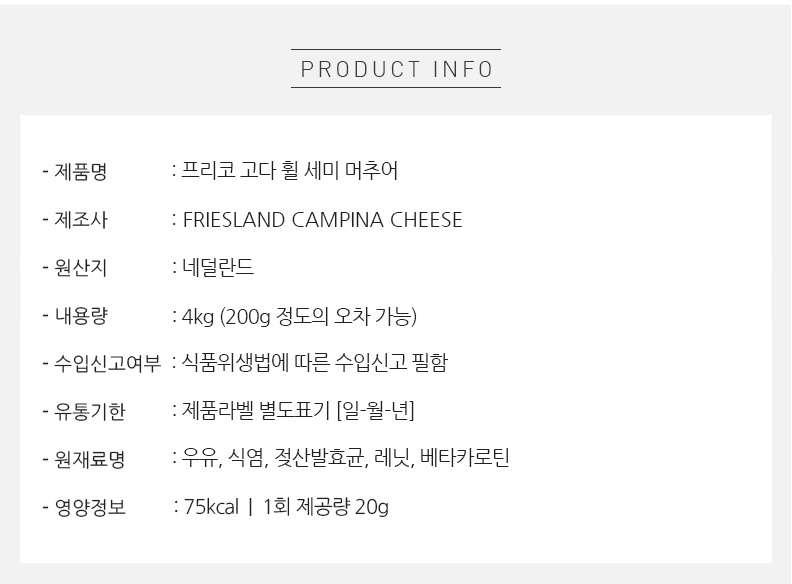 PRODUCT INFO
- 제품명 : 프리코 고다 휠 세미 머추어
- 제조사 : FRIESLAND CAMPINA CHEESE
- 원산지 : 네덜란드
- 내용량 : 4kg (200g 정도의 오차 가능)
- 수입신고여부 : 식품위생법에 따른 수입신고 필함
- 유통기한 : 제품라벨 별도표기 [일-월-년]
- 원재료명 : 우유, 식염, 젖산발효균, 레닛, 베타카로틴
- 영양정보 : 75kcal | 1회 제공량 20g